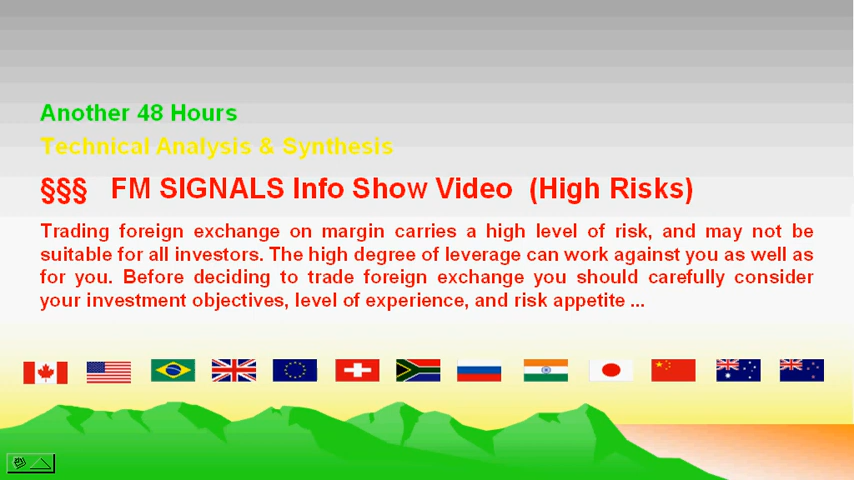 Another 48 Hours
Technical Analysis & Synthesis
§§§ FM SIGNALS Info Show Video (High Risks)
Trading foreign exchange on margin carries a high level of risk, and may not be
suitable for all investors. The high degree of leverage can work against you as well as
for you. Before deciding to trade foreign exchange you should carefully consider
your investment objectives, level of experience, and risk appetite ...